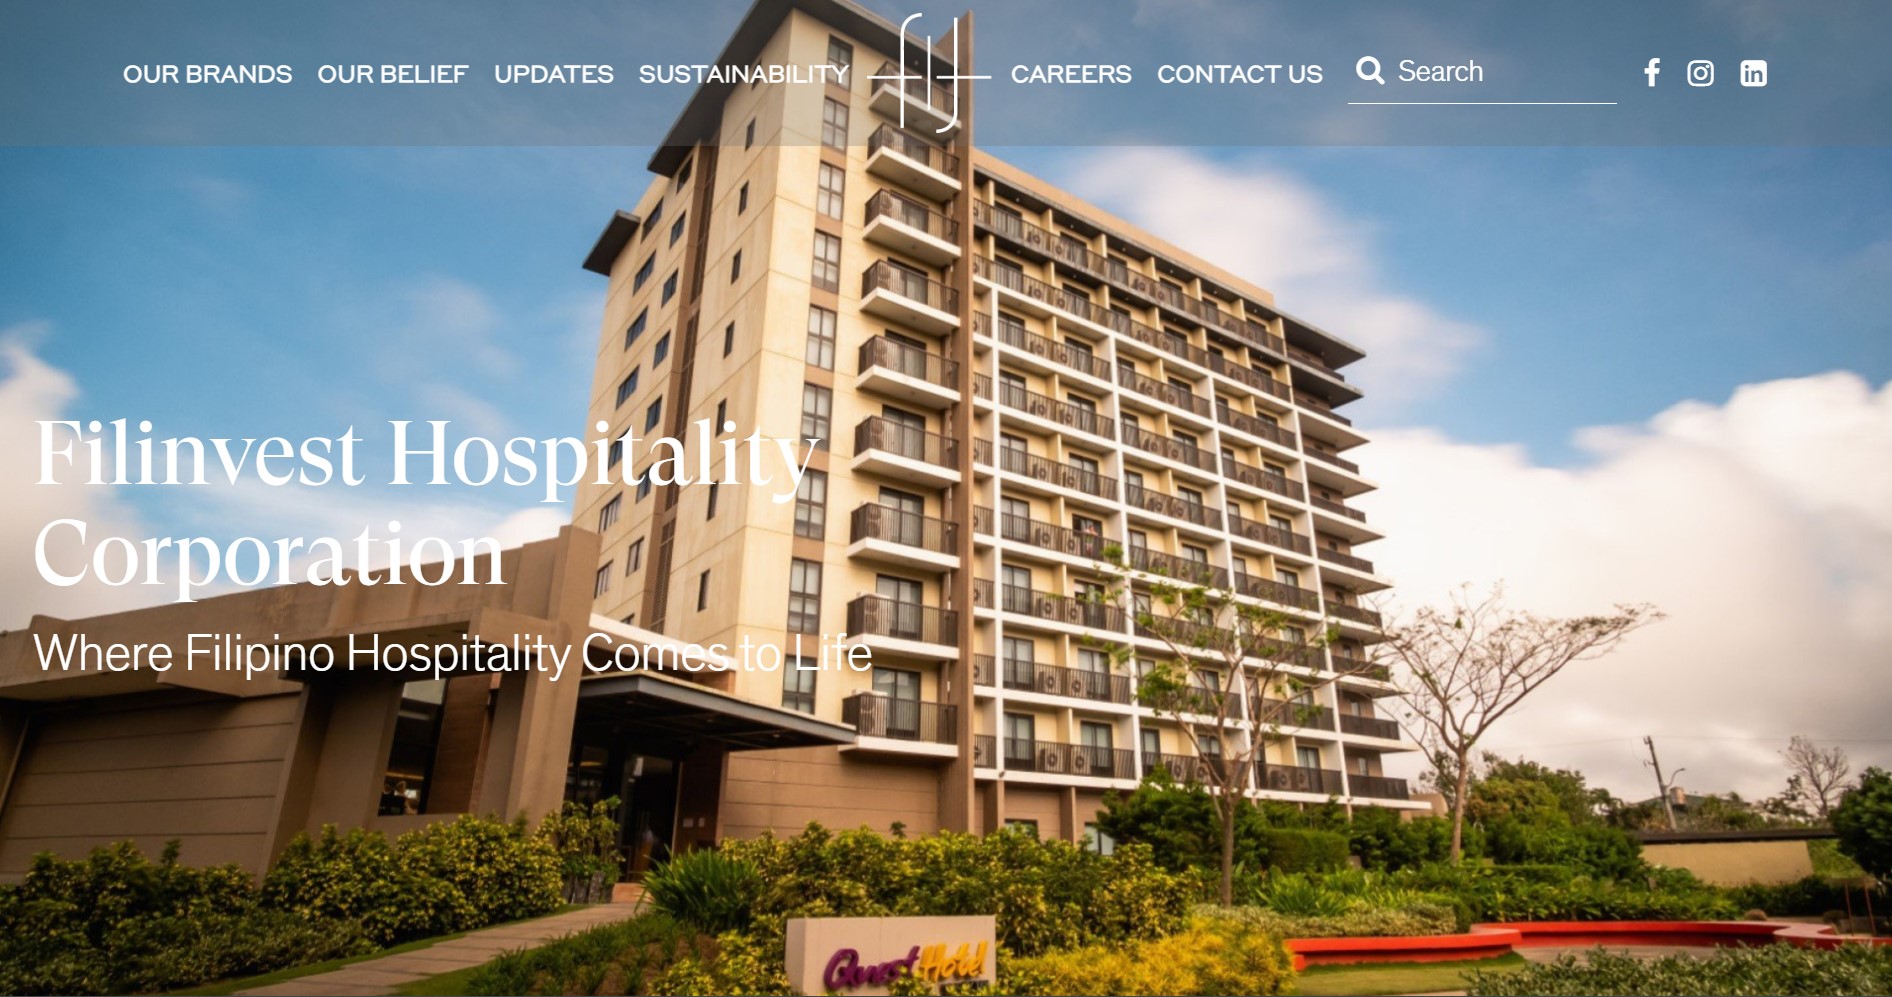 OUR BRANDS OUR BELIEF UPDATES SUSTAINABILITY CAREERS CONTACT US Search
Filinvest Hospitality
Corporation
Where Filipino Hospitality Comes to Life
Quest Hotel